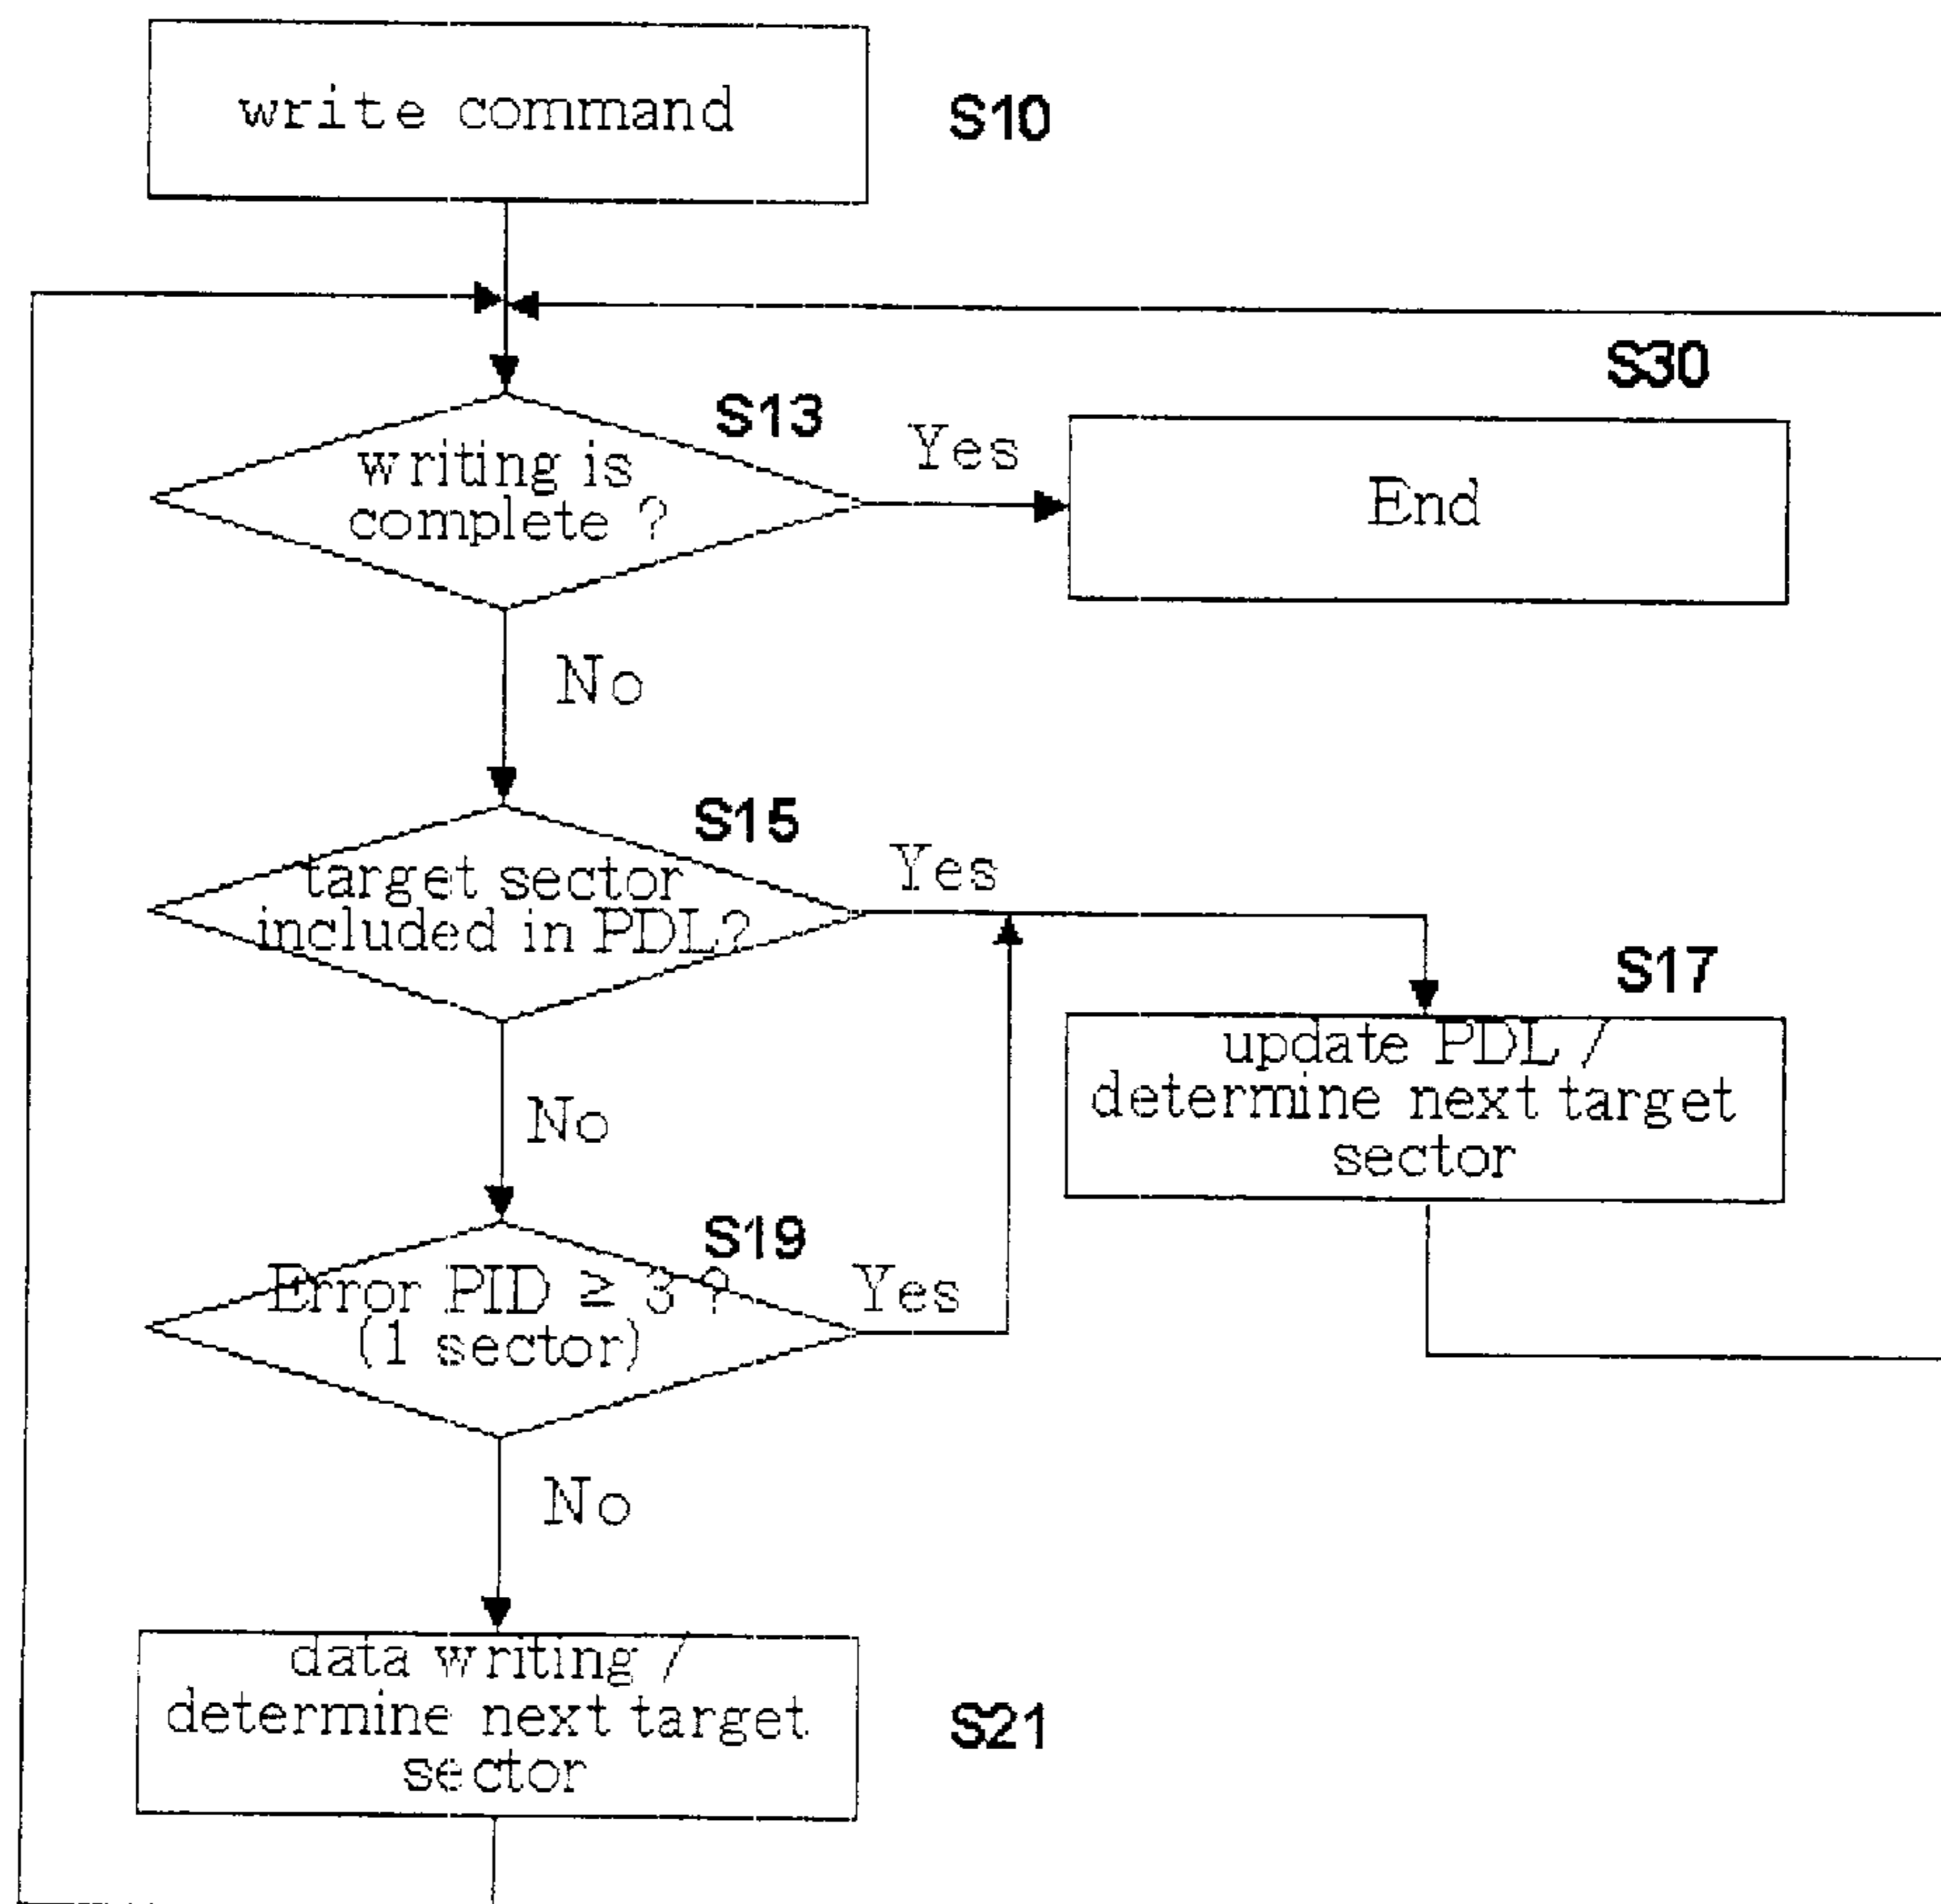 write command
S10
S30
S13
writing is
complete ?
Yes
End
No
S15
target sector
included in PDL?
Yes
S17
update PDL /
determine next target
sector
No
S19
Error PID ≥ 3 ?
(1 sector)
Yes
No
data writing /
determine next target
sector
S21